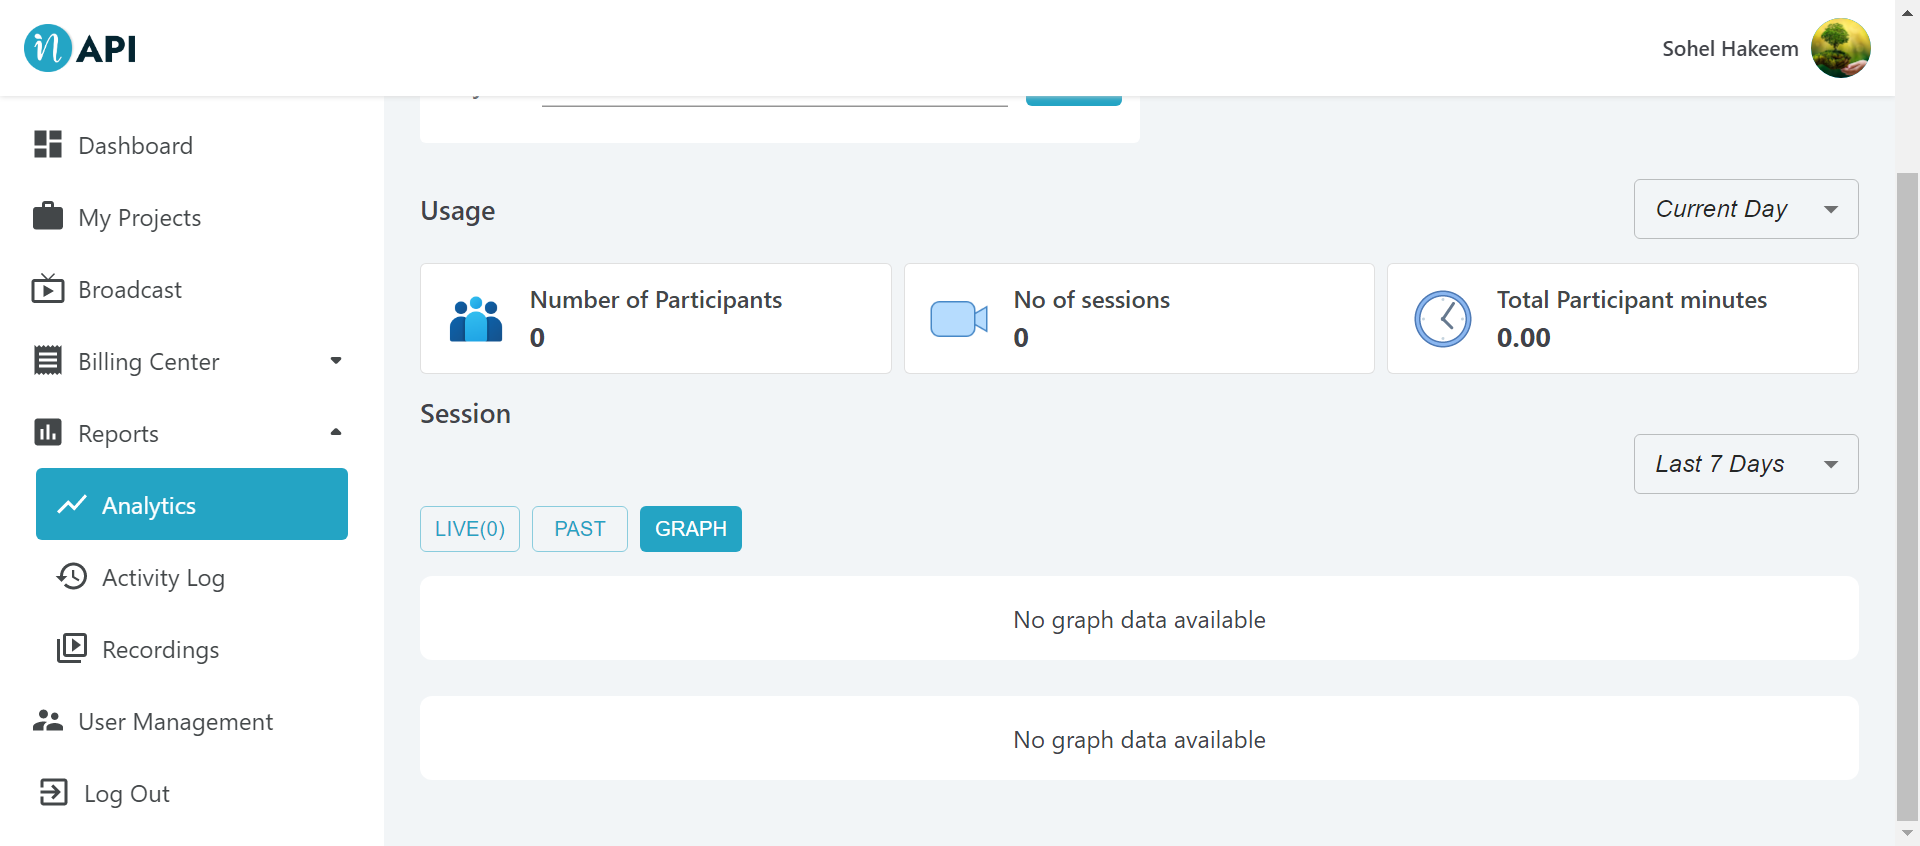 n API
Sohel Hakeem
Dashboard
My Projects
Broadcast
Billing Center
Reports
Analytics
Activity Log
Recordings
User Management
Log Out
Usage
Current Day
Number of Participants
0
No of sessions
0
Total Participant minutes
0.00
Session
Last 7 Days
LIVE(0)
PAST
GRAPH
No graph data available
No graph data available